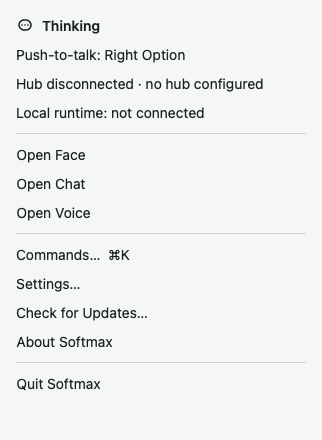 Thinking
Push-to-talk: Right Option
Hub disconnected · no hub configured
Local runtime: not connected
Open Face
Open Chat
Open Voice
Commands... ⌘K
Settings...
Check for Updates...
About Softmax
Quit Softmax